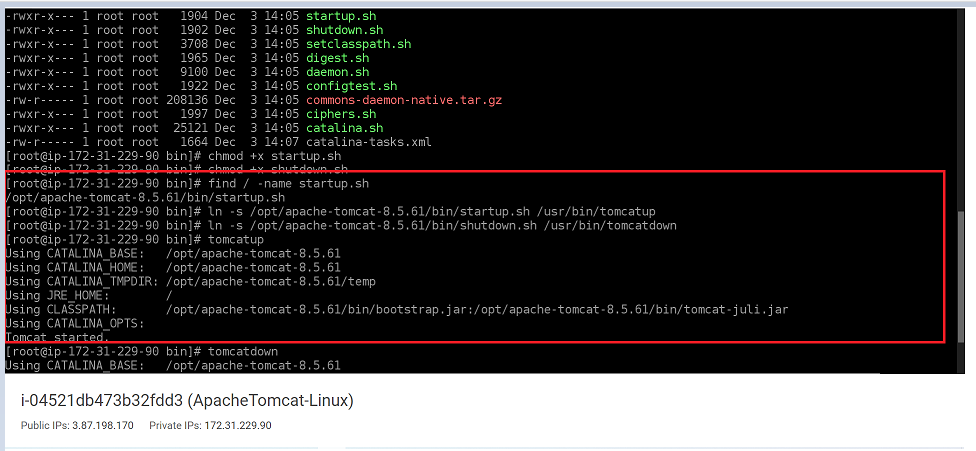 -rwxr-x--- 1 root root   1904 Dec  3 14:05 startup.sh
-rwxr-x--- 1 root root   1902 Dec  3 14:05 shutdown.sh
-rwxr-x--- 1 root root   3708 Dec  3 14:05 setclasspath.sh
-rwxr-x--- 1 root root   1965 Dec  3 14:05 digest.sh
-rwxr-x--- 1 root root   9100 Dec  3 14:05 daemon.sh
-rwxr-x--- 1 root root   1922 Dec  3 14:05 configtest.sh
-rw-r----- 1 root root 208136 Dec  3 14:05 commons-daemon-native.tar.gz
-rwxr-x--- 1 root root   1997 Dec  3 14:05 ciphers.sh
-rwxr-x--- 1 root root  25121 Dec  3 14:05 catalina.sh
-rw-r----- 1 root root   1664 Dec  3 14:07 catalina-tasks.xml
[root@ip-172-31-229-90 bin]# chmod +x startup.sh
[root@ip-172-31-229-90 bin]# chmod +x shutdown.sh
[root@ip-172-31-229-90 bin]# find / -name startup.sh
/opt/apache-tomcat-8.5.61/bin/startup.sh
[root@ip-172-31-229-90 bin]# ln -s /opt/apache-tomcat-8.5.61/bin/startup.sh /usr/bin/tomcatup
[root@ip-172-31-229-90 bin]# ln -s /opt/apache-tomcat-8.5.61/bin/shutdown.sh /usr/bin/tomcatdown
[root@ip-172-31-229-90 bin]# tomcatup
Using CATALINA_BASE:   /opt/apache-tomcat-8.5.61
Using CATALINA_HOME:   /opt/apache-tomcat-8.5.61
Using CATALINA_TMPDIR: /opt/apache-tomcat-8.5.61/temp
Using JRE_HOME:        /
Using CLASSPATH:       /opt/apache-tomcat-8.5.61/bin/bootstrap.jar:/opt/apache-tomcat-8.5.61/bin/tomcat-juli.jar
Using CATALINA_OPTS:
Tomcat started.
[root@ip-172-31-229-90 bin]# tomcatdown
Using CATALINA_BASE:   /opt/apache-tomcat-8.5.61
i-04521db473b32fdd3 (ApacheTomcat-Linux)
Public IPs: 3.87.198.170    Private IPs: 172.31.229.90